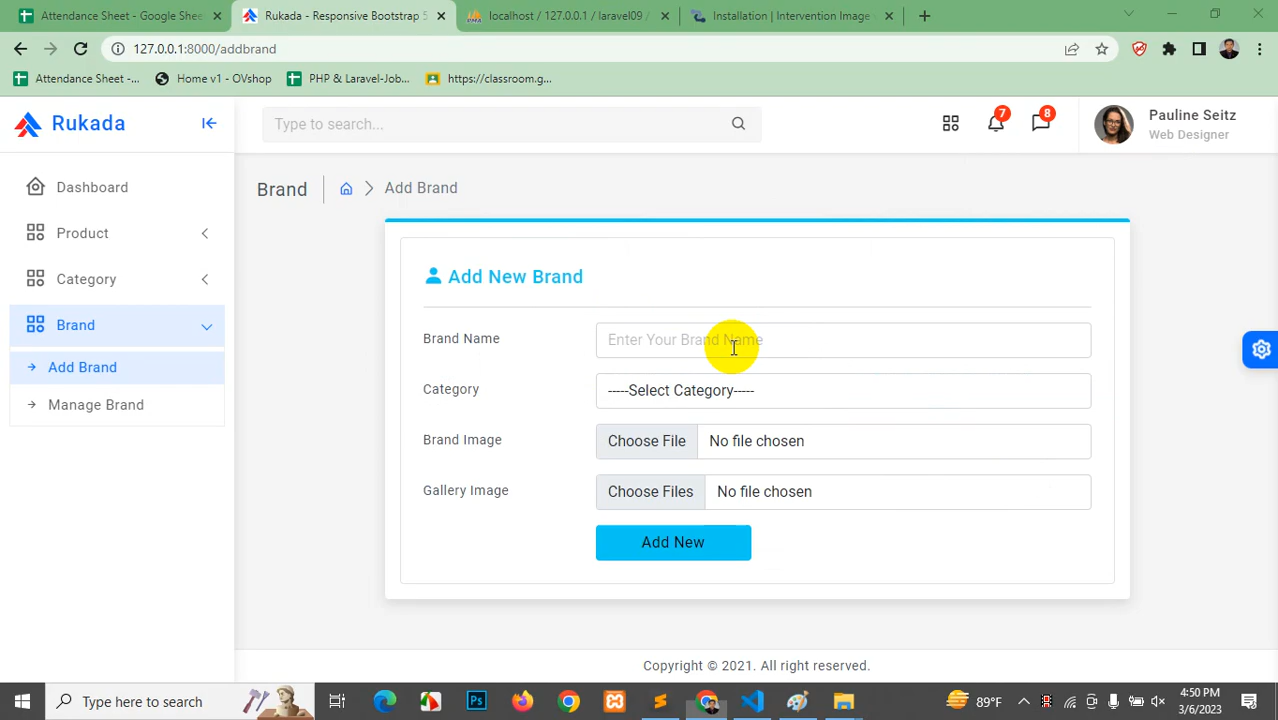 Attendance Sheet - Google Shee
Rukada - Responsive Bootstrap 5
localhost / 127.0.0.1 / laravel09 /
Installation | Intervention Image
127.0.0.1:8000/addbrand
Attendance Sheet -...
Home v1 - OVshop
PHP & Laravel-Job...
https://classroom.g...
Rukada
Type to search...
7
8
Pauline Seitz
Web Designer
Dashboard
Product
Category
Brand
Add Brand
Manage Brand
Brand
Add Brand
Add New Brand
Brand Name
Enter Your Brand Name
Category
-----Select Category-----
Brand Image
Choose File
No file chosen
Gallery Image
Choose Files
No file chosen
Add New
Copyright © 2021. All right reserved.
Type here to search
Ps
89°F
4:50 PM
3/6/2023